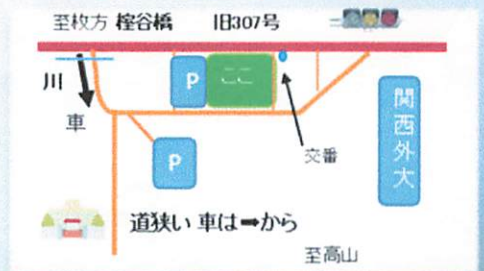 至枚方 樫谷橋 旧307号
川
車
P
ここ
交番
関西外大
P
道狭い 車は➡から
至高山